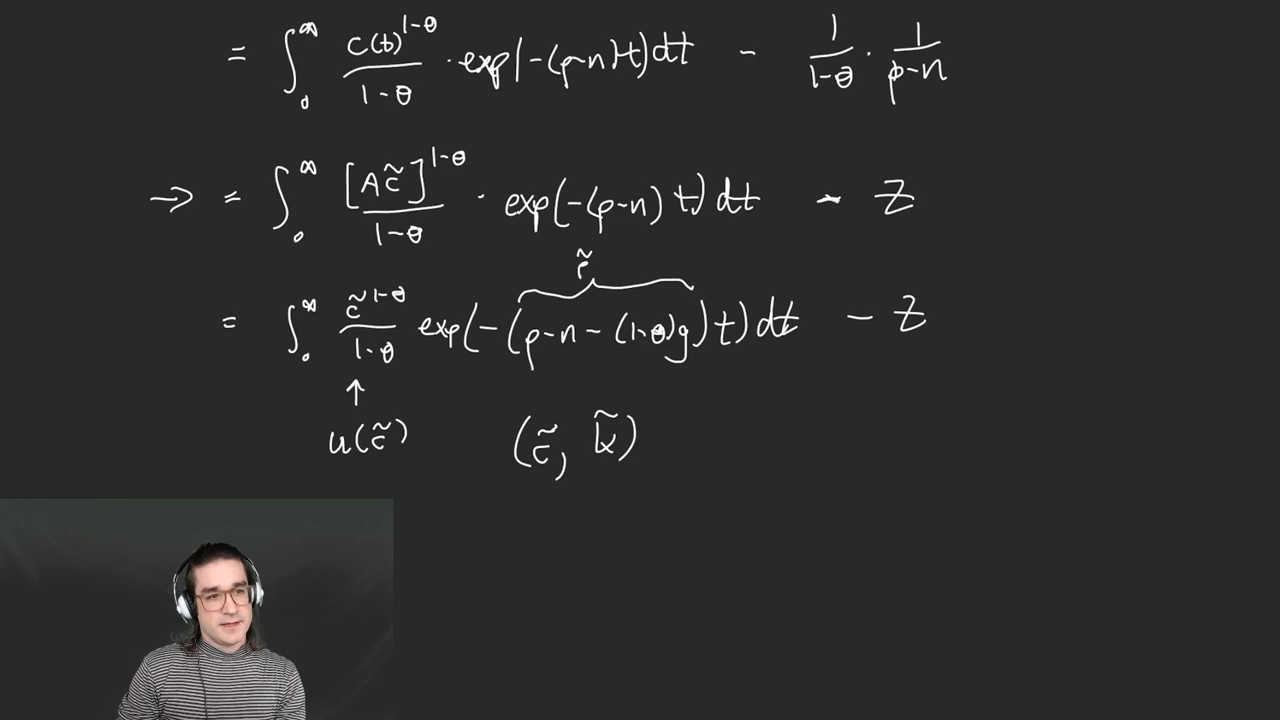 = ∫₀^∞ c(t)^{1-θ}/(1-θ) · exp(-(ρ-n)t)dt - 1/(1-θ) · 1/(ρ-n)
→ = ∫₀^∞ [Ac̃]^{1-θ}/(1-θ) · exp(-(ρ-n)t)dt - Z
ρ̃
= ∫₀^∞ c̃^{1-θ}/(1-θ) exp(-(ρ-n-(1-θ)g)t)dt - Z
↑
u(c̃) (c̃, k̃)